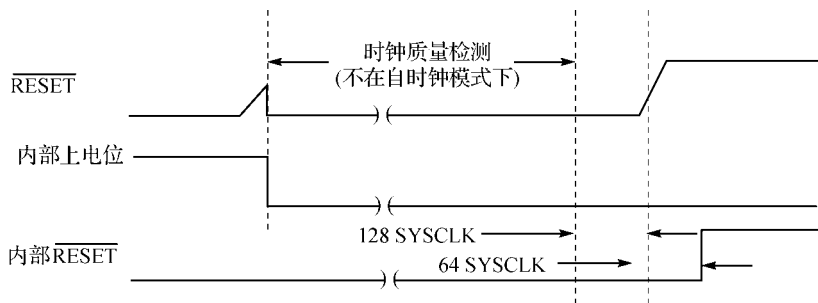 时钟质量检测
(不在自时钟模式下)
RESET
内部上电位
128 SYSCLK
内部RESET
64 SYSCLK